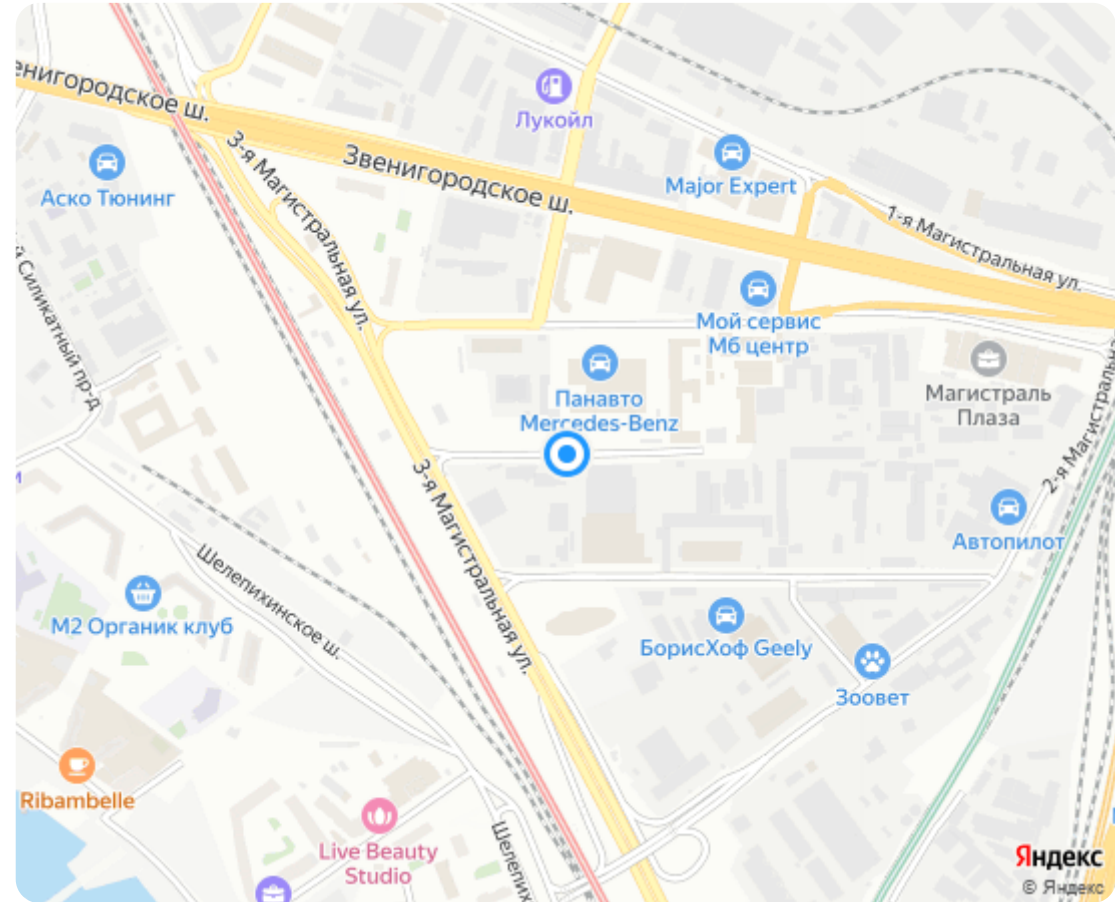 Звенигородское ш.
3-я Магистральная ул.
Лукойл
Звенигородское ш.
Major Expert
Аско Тюнинг
1-я Магистральная ул.
Силикатный пр-д
Мой сервис
Мб центр
Панавто
Mercedes-Benz
Магистраль
Плаза
2-я Магистральная
3-я Магистральная ул.
Автопилот
Шелепихинское ш.
М2 Органик клуб
БорисХоф Geely
Зоовет
Ribambelle
Live Beauty
Studio
Шелепих
Яндекс
© Яндекс